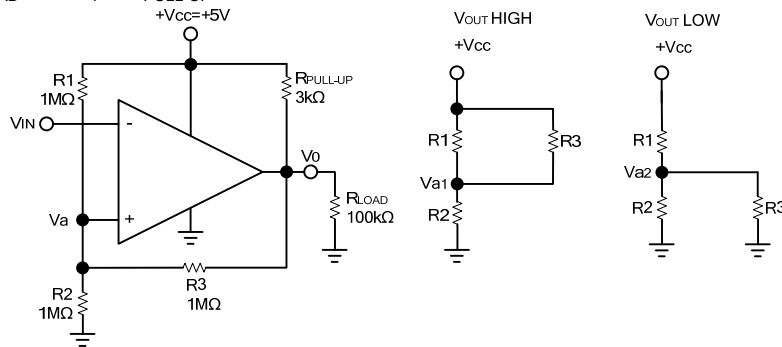 +Vcc=+5V
R1
1MΩ
RPULL-UP
3kΩ
VIN
-
+
Va
V0
RLOAD
100kΩ
R2
1MΩ
R3
1MΩ
VOUT HIGH
+Vcc
R1
R3
Va1
R2
VOUT LOW
+Vcc
R1
Va2
R2
R3